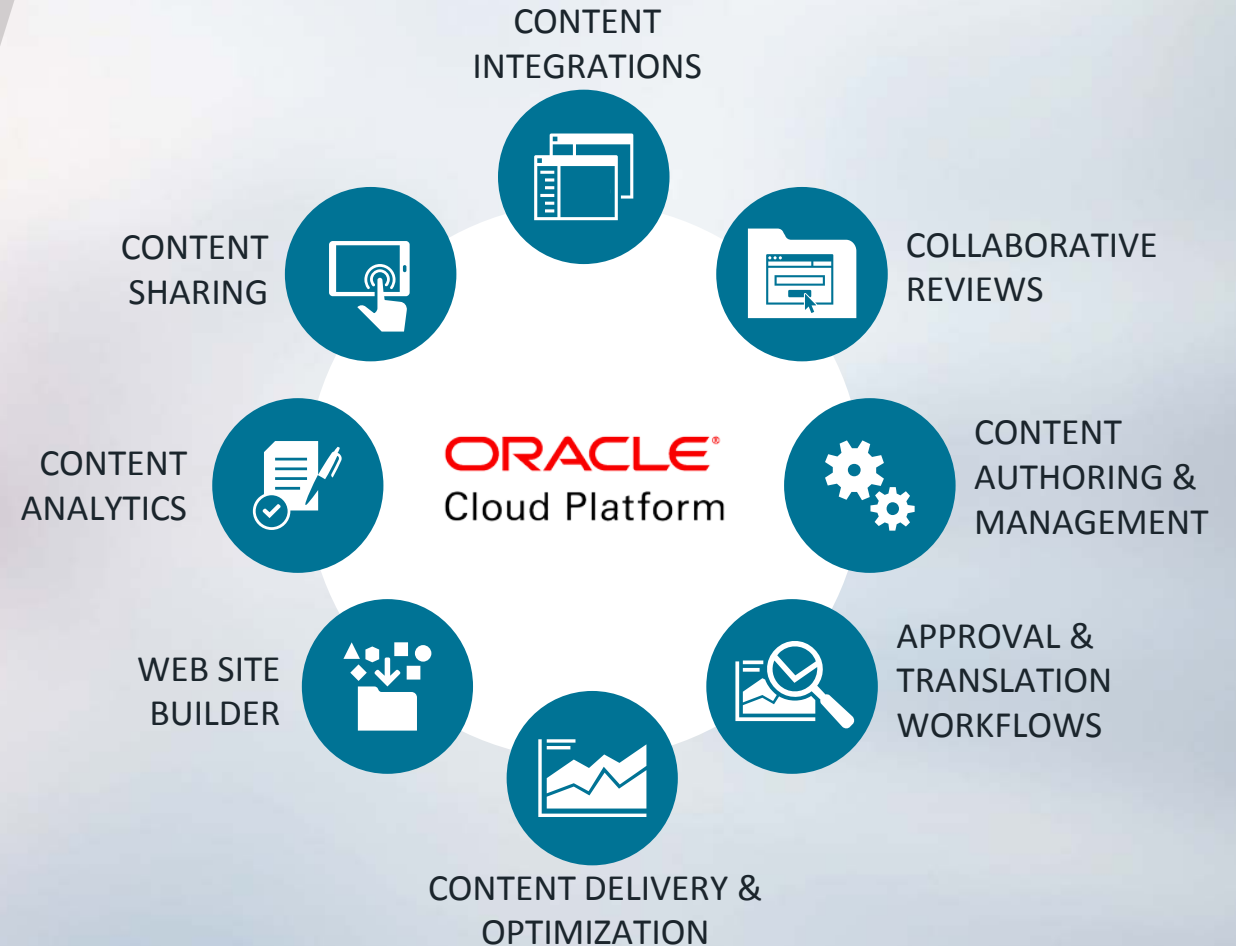 CONTENT
INTEGRATIONS
COLLABORATIVE
REVIEWS
CONTENT
AUTHORING &
MANAGEMENT
APPROVAL &
TRANSLATION
WORKFLOWS
CONTENT DELIVERY &
OPTIMIZATION
WEB SITE
BUILDER
CONTENT
ANALYTICS
CONTENT
SHARING
ORACLE®
Cloud Platform